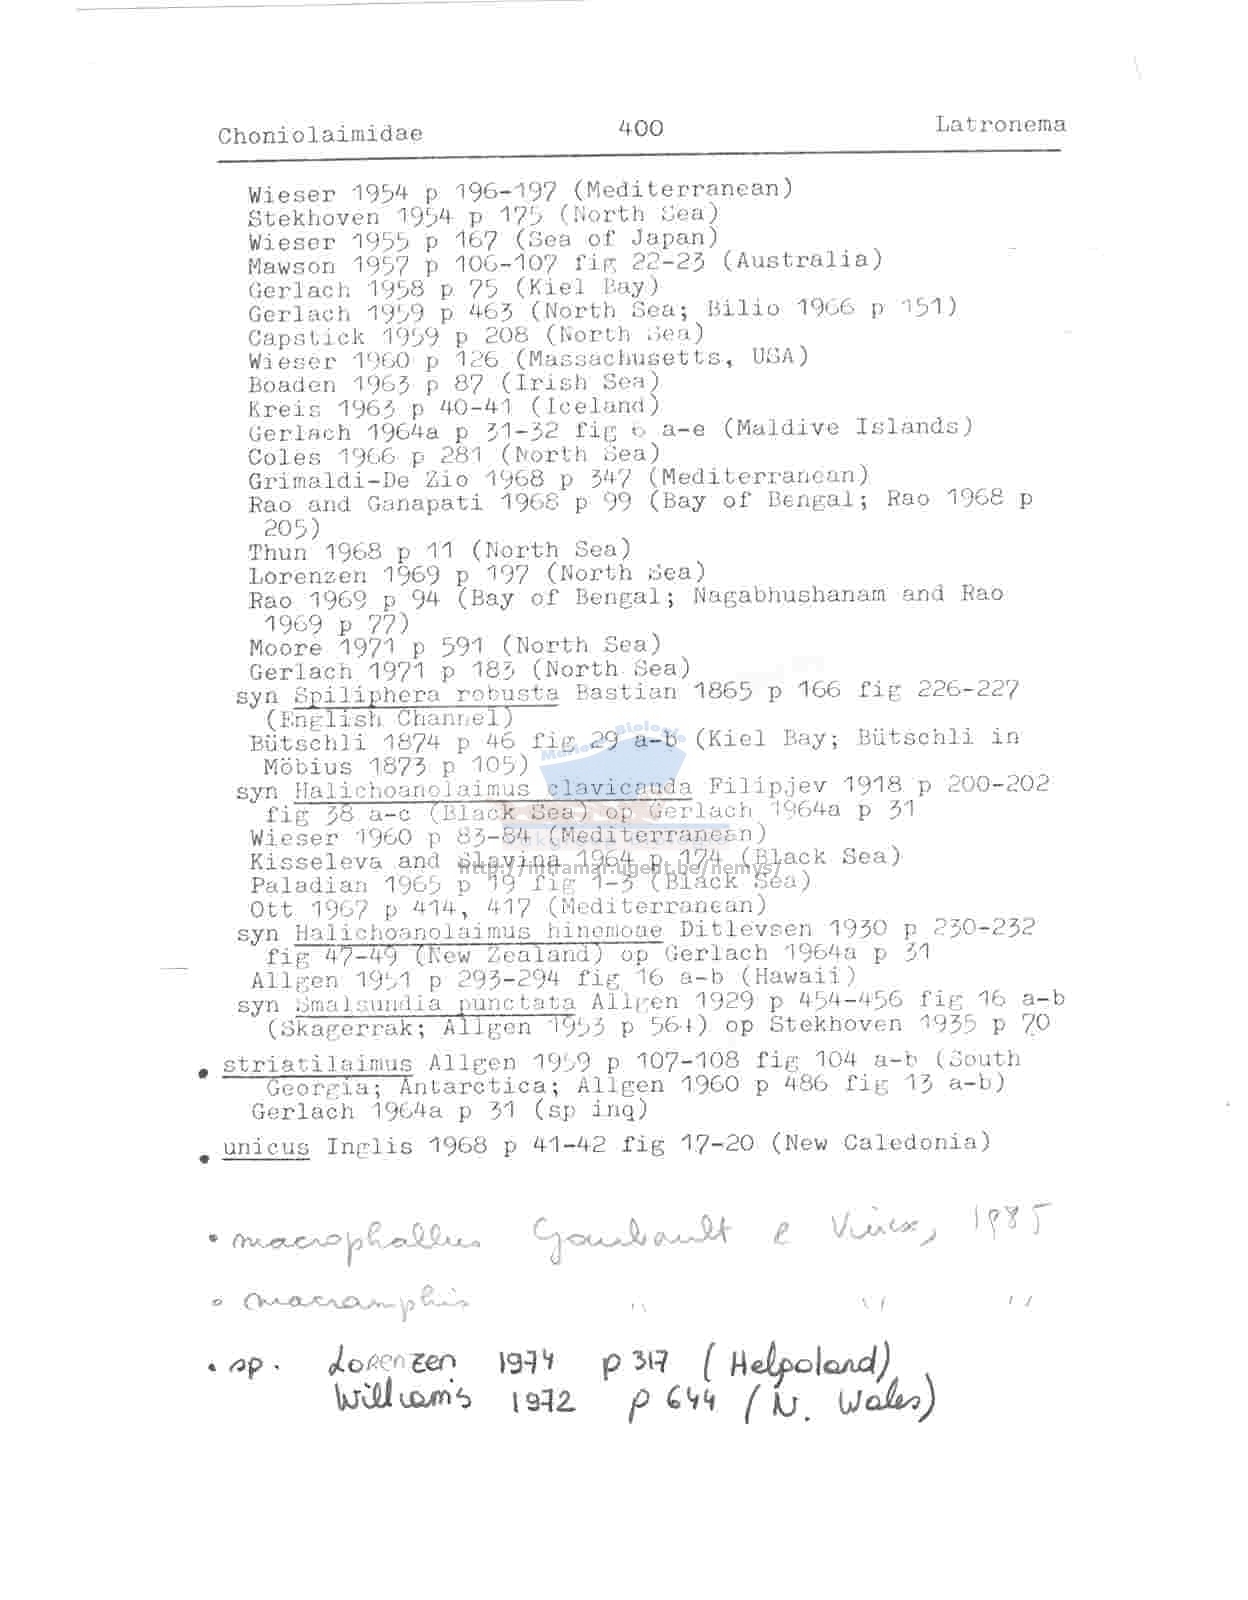 Choniolaimidae 400 Latronema
Wieser 1954 p 196-197 (Mediterranean)
Stekhoven 1954 p 175 (North Sea)
Wieser 1955 p 167 (Sea of Japan)
Mawson 1957 p 106-107 fig 22-23 (Australia)
Gerlach 1958 p 75 (Kiel Bay)
Gerlach 1959 p 463 (North Sea; Bilio 1966 p 151)
Capstick 1959 p 208 (North Sea)
Wieser 1960 p 126 (Massachusetts, USA)
Boaden 1963 p 87 (Irish Sea)
Kreis 1963 p 40-41 (Iceland)
Gerlach 1964a p 31-32 fig 6 a-e (Maldive Islands)
Coles 1966 p 281 (North Sea)
Grimaldi-De Zio 1968 p 347 (Mediterranean)
Rao and Ganapati 1968 p 99 (Bay of Bengal; Rao 1968 p
205)
Thun 1968 p 11 (North Sea)
Lorenzen 1969 p 197 (North Sea)
Rao 1969 p 94 (Bay of Bengal; Nagabhushanam and Rao
1969 p 77)
Moore 1971 p 591 (North Sea)
Gerlach 1971 p 183 (North Sea)
syn Spiliphera robusta Bastian 1865 p 166 fig 226-227
(English Channel)
Bütschli 1874 p 46 fig 29 a-b (Kiel Bay; Bütschli in
Möbius 1873 p 105)
syn Halichoanolaimus clavicauda Filipjev 1918 p 200-202
fig 38 a-c (Black Sea) op Gerlach 1964a p 31
Wieser 1960 p 83-84 (Mediterranean)
Kisseleva and Slavina 1964 p 174 (Black Sea)
http://intramar.ugent.be/nemys/
Paladian 1965 p 19 fig 1-3 (Black Sea)
Ott 1967 p 414, 417 (Mediterranean)
syn Halichoanolaimus hinemoae Ditlevsen 1930 p 230-232
fig 47-49 (New Zealand) op Gerlach 1964a p 31
Allgen 1951 p 293-294 fig 16 a-b (Hawaii)
syn Smalsundia punctata Allgen 1929 p 454-456 fig 16 a-b
(Skagerrak; Allgen 1953 p 564) op Stekhoven 1935 p 70
• striatilaimus Allgen 1959 p 107-108 fig 104 a-b (South
Georgia; Antarctica; Allgen 1960 p 486 fig 13 a-b)
Gerlach 1964a p 31 (sp inq)
• unicus Inglis 1968 p 41-42 fig 17-20 (New Caledonia)
• macrophallus Gourbault e Vincx, 1985
• macramphis " " "
• sp. Lorenzen 1974 p 317 (Helgoland)
Williams 1972 p 644 (N. Wales)